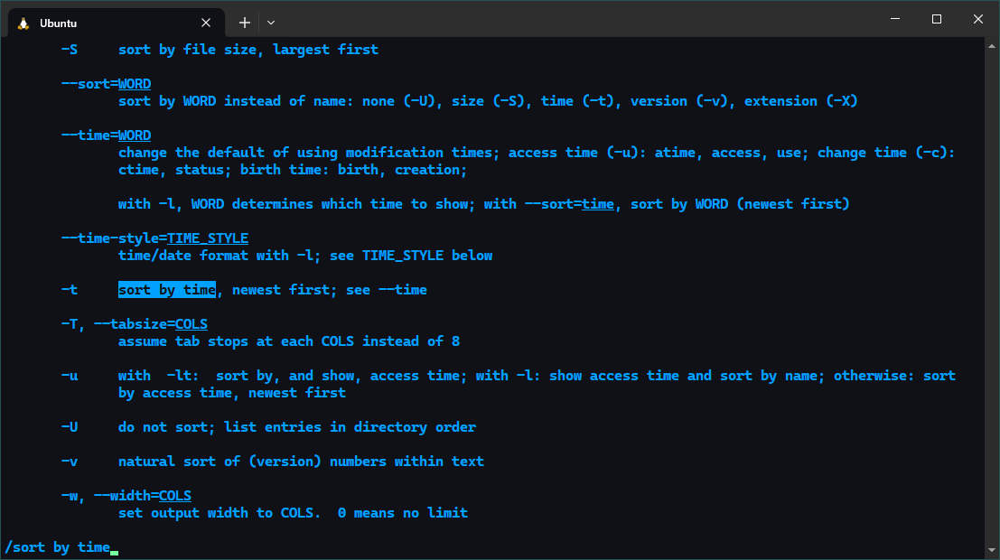 Ubuntu
-S sort by file size, largest first
--sort=WORD
sort by WORD instead of name: none (-U), size (-S), time (-t), version (-v), extension (-X)
--time=WORD
change the default of using modification times; access time (-u): atime, access, use; change time (-c):
ctime, status; birth time: birth, creation;
with -l, WORD determines which time to show; with --sort=time, sort by WORD (newest first)
--time-style=TIME_STYLE
time/date format with -l; see TIME_STYLE below
-t sort by time, newest first; see --time
-T, --tabsize=COLS
assume tab stops at each COLS instead of 8
-u with -lt: sort by, and show, access time; with -l: show access time and sort by name; otherwise: sort
by access time, newest first
-U do not sort; list entries in directory order
-v natural sort of (version) numbers within text
-w, --width=COLS
set output width to COLS. 0 means no limit
/sort by time